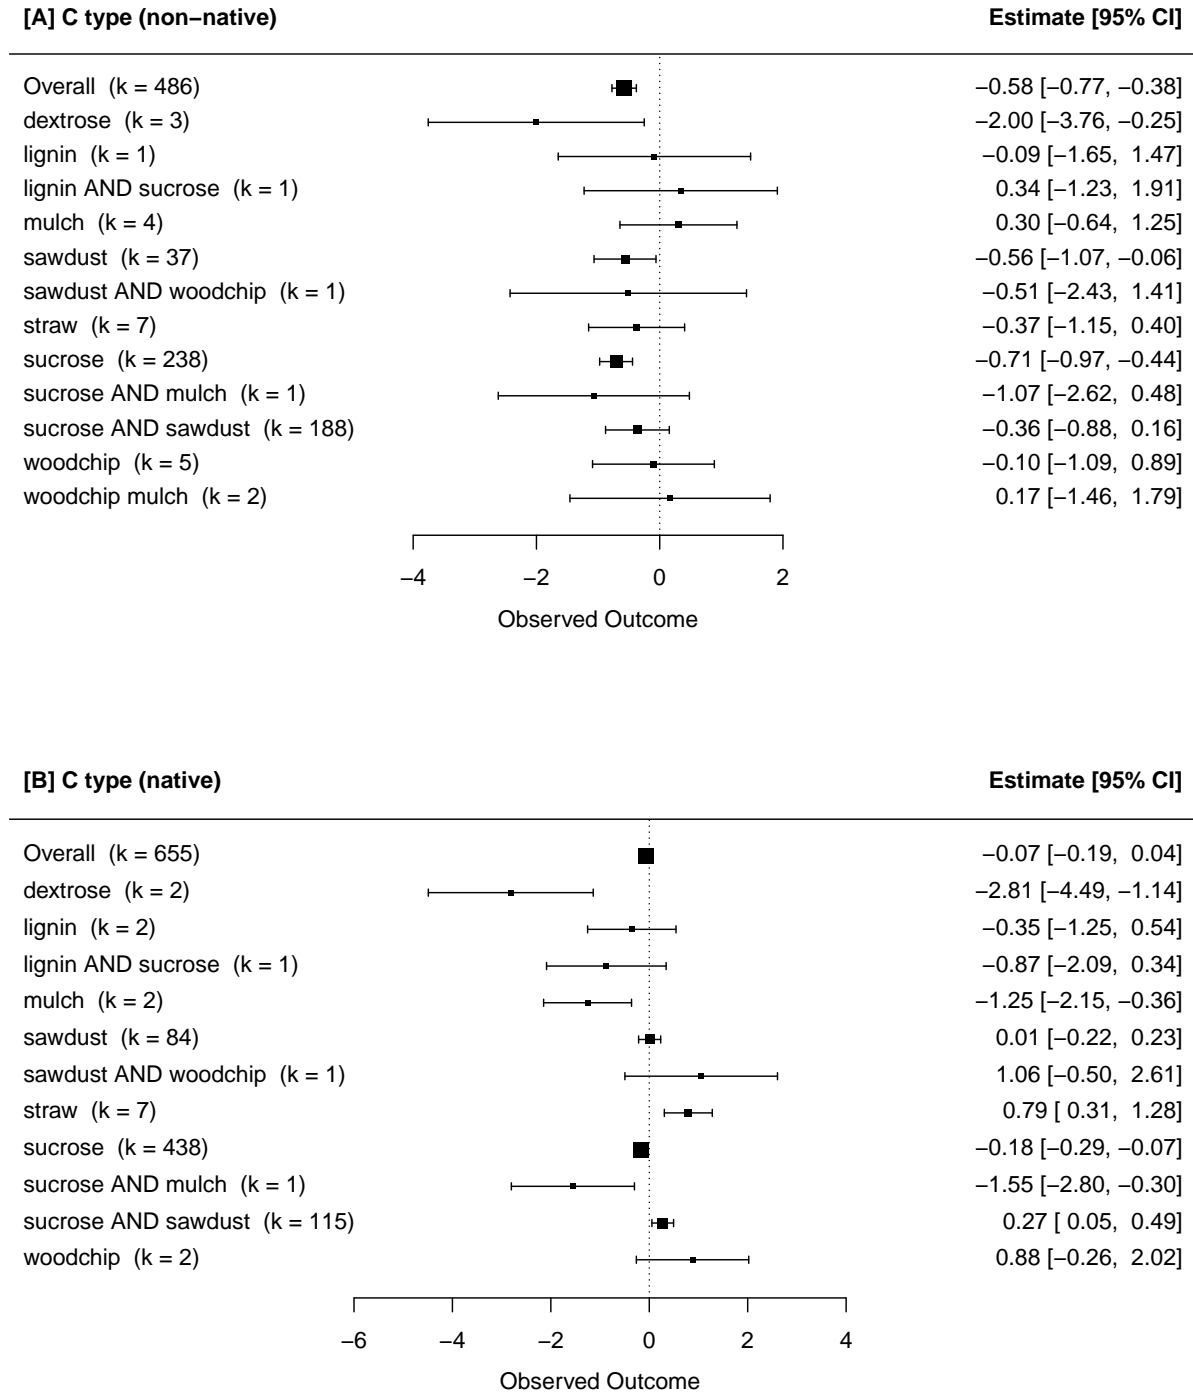 [A] C type (non−native) Estimate [95% CI]
Overall (k = 486) −0.58 [−0.77, −0.38]
dextrose (k = 3) −2.00 [−3.76, −0.25]
lignin (k = 1) −0.09 [−1.65, 1.47]
lignin AND sucrose (k = 1) 0.34 [−1.23, 1.91]
mulch (k = 4) 0.30 [−0.64, 1.25]
sawdust (k = 37) −0.56 [−1.07, −0.06]
sawdust AND woodchip (k = 1) −0.51 [−2.43, 1.41]
straw (k = 7) −0.37 [−1.15, 0.40]
sucrose (k = 238) −0.71 [−0.97, −0.44]
sucrose AND mulch (k = 1) −1.07 [−2.62, 0.48]
sucrose AND sawdust (k = 188) −0.36 [−0.88, 0.16]
woodchip (k = 5) −0.10 [−1.09, 0.89]
woodchip mulch (k = 2) 0.17 [−1.46, 1.79]
−4 −2 0 2
Observed Outcome
[B] C type (native) Estimate [95% CI]
Overall (k = 655) −0.07 [−0.19, 0.04]
dextrose (k = 2) −2.81 [−4.49, −1.14]
lignin (k = 2) −0.35 [−1.25, 0.54]
lignin AND sucrose (k = 1) −0.87 [−2.09, 0.34]
mulch (k = 2) −1.25 [−2.15, −0.36]
sawdust (k = 84) 0.01 [−0.22, 0.23]
sawdust AND woodchip (k = 1) 1.06 [−0.50, 2.61]
straw (k = 7) 0.79 [ 0.31, 1.28]
sucrose (k = 438) −0.18 [−0.29, −0.07]
sucrose AND mulch (k = 1) −1.55 [−2.80, −0.30]
sucrose AND sawdust (k = 115) 0.27 [ 0.05, 0.49]
woodchip (k = 2) 0.88 [−0.26, 2.02]
−6 −4 −2 0 2 4
Observed Outcome